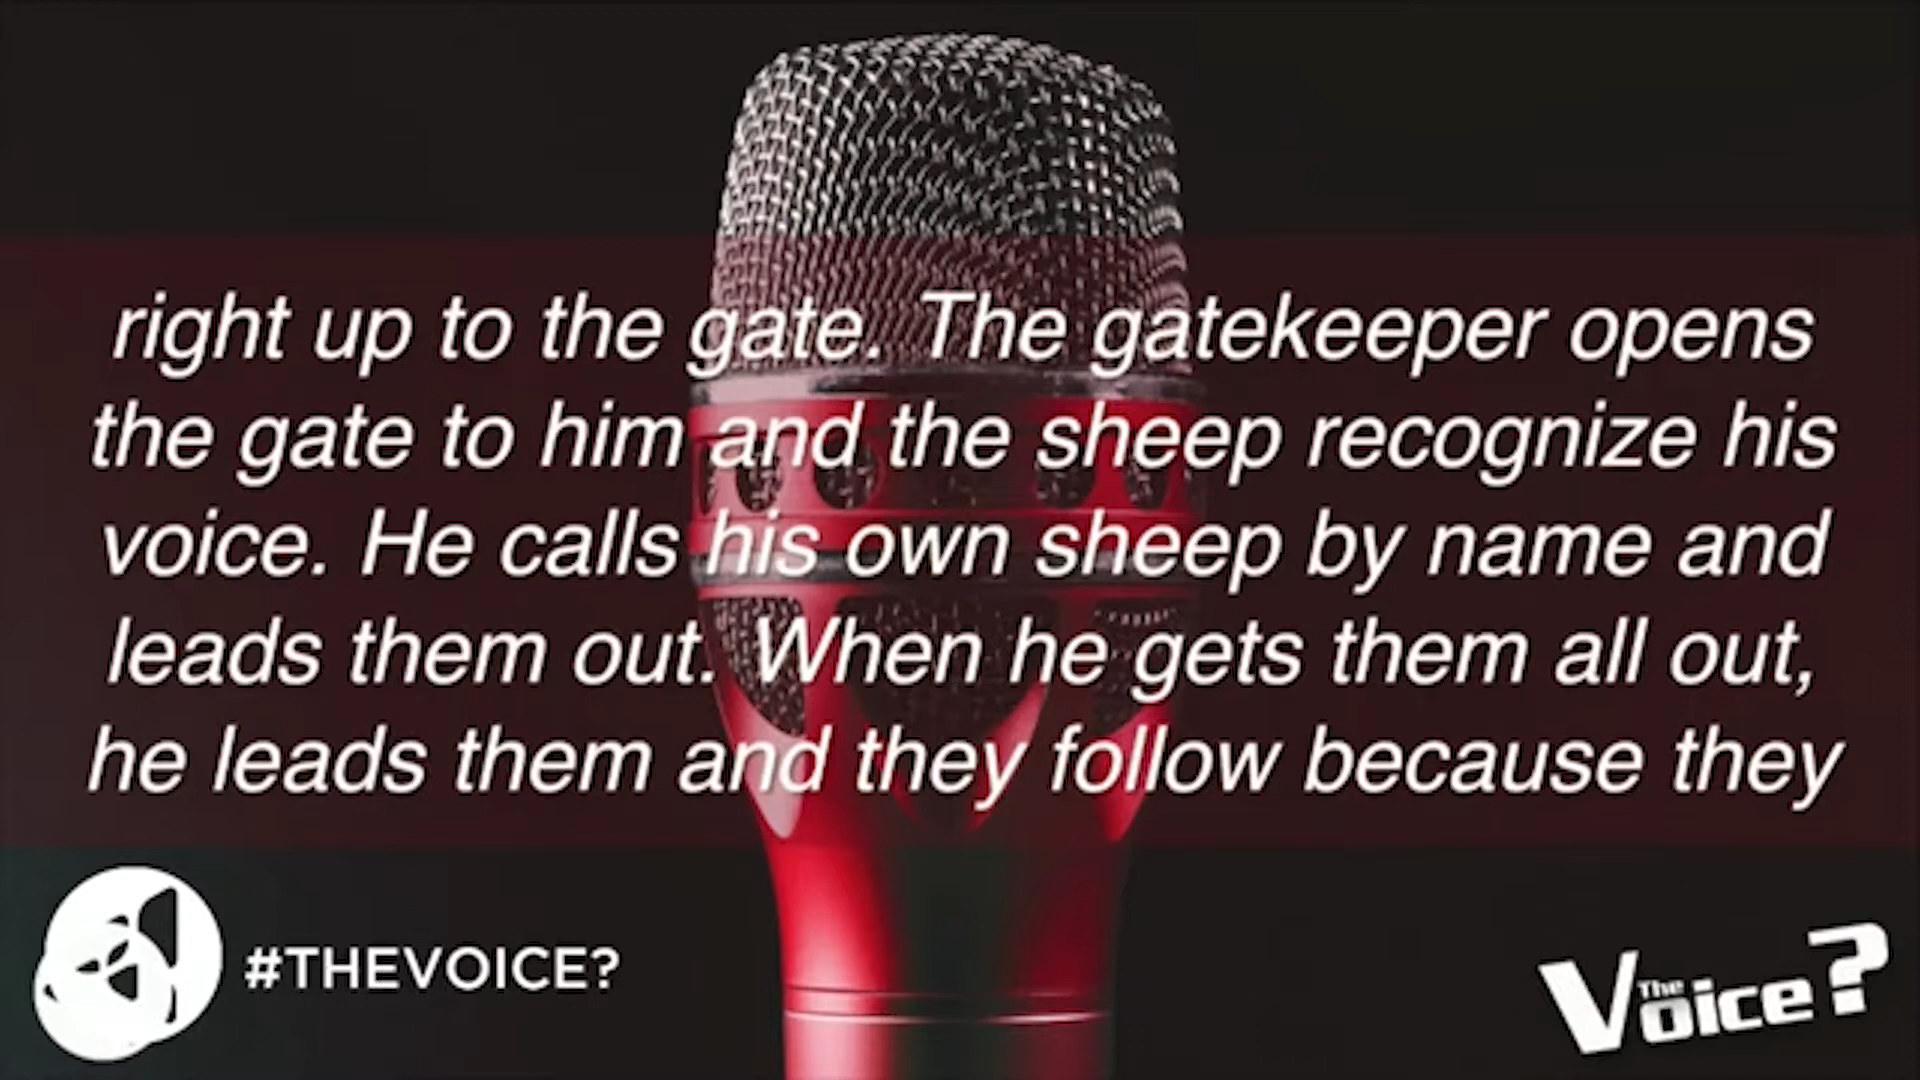 right up to the gate. The gatekeeper opens
the gate to him and the sheep recognize his
voice. He calls his own sheep by name and
leads them out. When he gets them all out,
he leads them and they follow because they
#THEVOICE?
The Voice?